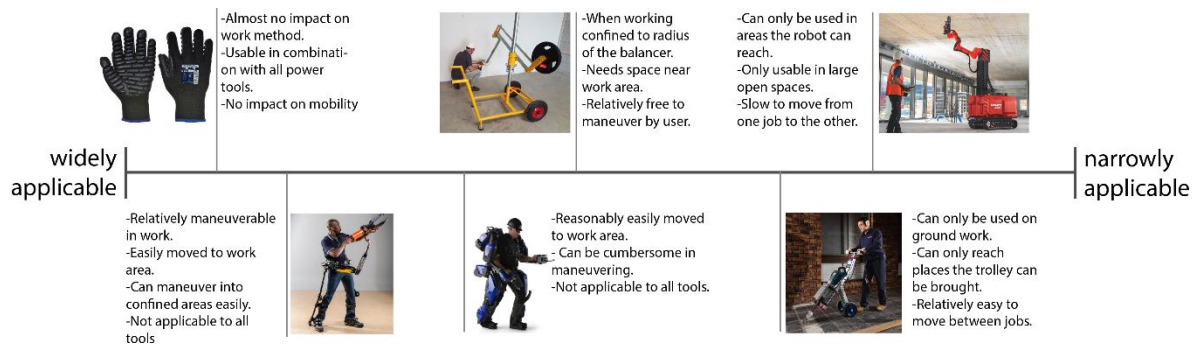 -Almost no impact on
work method.
-Usable in combinati-
on with all power
tools.
-No impact on mobility
-When working
confined to radius
of the balancer.
-Needs space near
work area.
-Relatively free to
maneuver by user.
-Can only be used in
areas the robot can
reach.
-Only usable in large
open spaces.
-Slow to move from
one job to the other.
widely
applicable
narrowly
applicable
-Relatively maneuverable
in work.
-Easily moved to work
area.
-Can maneuver into
confined areas easily.
-Not applicable to all
tools
-Reasonably easily moved
to work area.
- Can be cumbersome in
maneuvering.
-Not applicable to all tools.
-Can only be used on
ground work.
-Can only reach
places the trolley can
be brought.
-Relatively easy to
move between jobs.